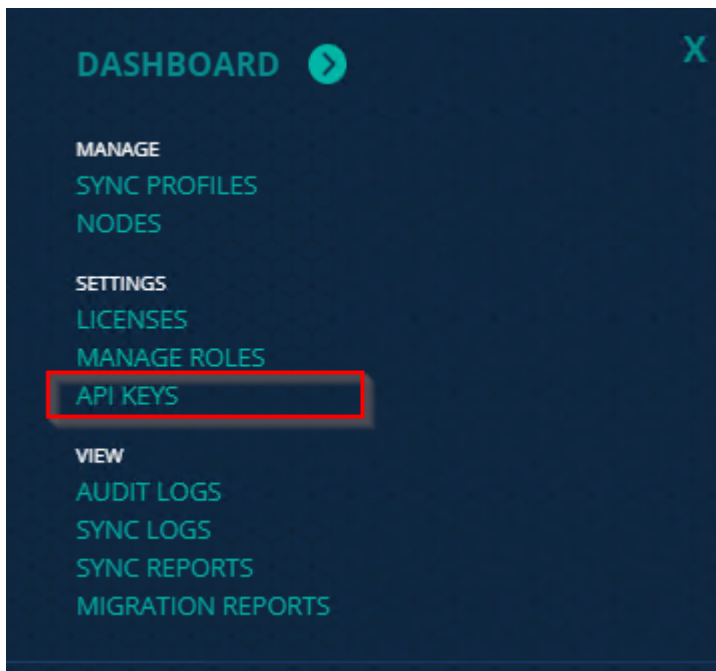 DASHBOARD
X
MANAGE
SYNC PROFILES
NODES
SETTINGS
LICENSES
MANAGE ROLES
API KEYS
VIEW
AUDIT LOGS
SYNC LOGS
SYNC REPORTS
MIGRATION REPORTS